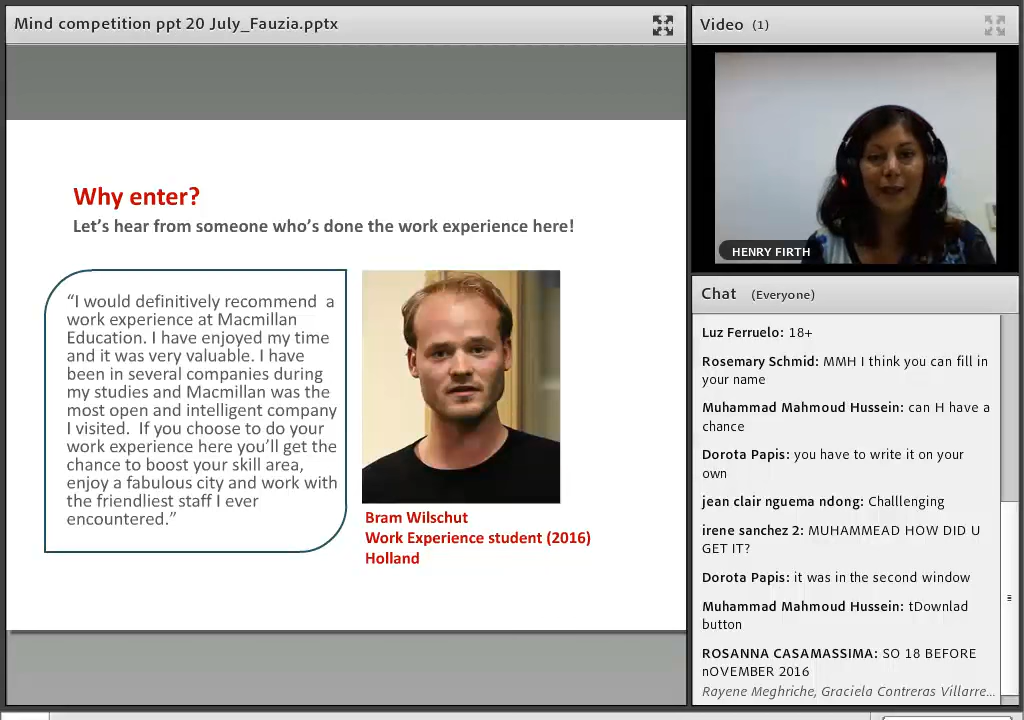 Mind competition ppt 20 July_Fauzia.pptx
Why enter?
Let's hear from someone who's done the work experience here!
“I would definitively recommend a
work experience at Macmillan
Education. I have enjoyed my time
and it was very valuable. I have
been in several companies during
my studies and Macmillan was the
most open and intelligent company
I visited. If you choose to do your
work experience here you’ll get the
chance to boost your skill area,
enjoy a fabulous city and work with
the friendliest staff I ever
encountered.”
Bram Wilschut
Work Experience student (2016)
Holland
Video (1)
HENRY FIRTH
Chat (Everyone)
Luz Ferruelo: 18+
Rosemary Schmid: MMH I think you can fill in
your name
Muhammad Mahmoud Hussein: can H have a
chance
Dorota Papis: you have to write it on your
own
jean clair nguema ndong: Challlenging
irene sanchez 2: MUHAMMEAD HOW DID U
GET IT?
Dorota Papis: it was in the second window
Muhammad Mahmoud Hussein: tDownlad
button
ROSANNA CASAMASSIMA: SO 18 BEFORE
nOVEMBER 2016
Rayene Meghriche, Graciela Contreras Villarre...